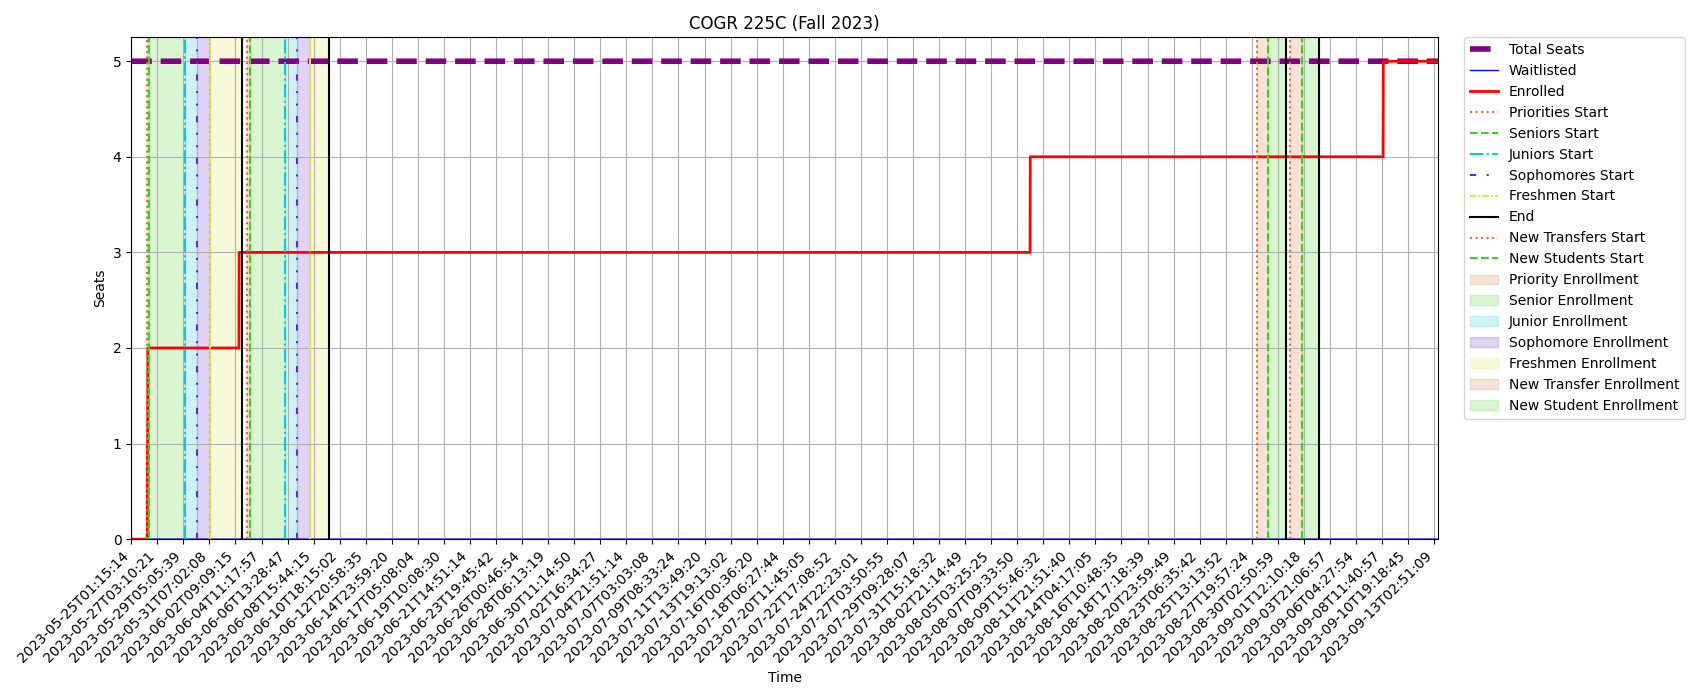 COGR 225C (Fall 2023)
Seats
5
4
3
2
1
0
2023-05-25T01:15:14
2023-05-27T03:10:21
2023-05-29T05:05:39
2023-05-31T07:02:08
2023-06-02T09:09:15
2023-06-04T11:17:57
2023-06-06T13:28:47
2023-06-08T15:44:15
2023-06-10T18:15:02
2023-06-12T20:58:35
2023-06-14T23:59:20
2023-06-17T05:08:04
2023-06-19T10:08:30
2023-06-21T14:51:14
2023-06-23T19:45:42
2023-06-26T00:46:54
2023-06-28T06:13:19
2023-06-30T11:14:50
2023-07-02T16:34:27
2023-07-04T21:51:14
2023-07-07T03:03:08
2023-07-09T08:33:24
2023-07-11T13:49:20
2023-07-13T19:13:02
2023-07-16T00:36:20
2023-07-18T06:27:44
2023-07-20T11:45:05
2023-07-22T17:08:52
2023-07-24T22:23:01
2023-07-27T03:50:55
2023-07-29T09:28:07
2023-07-31T15:18:32
2023-08-02T21:14:49
2023-08-05T03:25:25
2023-08-07T09:33:50
2023-08-09T15:46:32
2023-08-11T21:51:40
2023-08-14T04:17:05
2023-08-16T10:48:35
2023-08-18T17:18:39
2023-08-20T23:59:49
2023-08-23T06:35:42
2023-08-25T13:13:52
2023-08-27T19:57:24
2023-08-30T02:50:59
2023-09-01T12:10:18
2023-09-03T21:06:57
2023-09-06T04:27:54
2023-09-08T11:40:57
2023-09-10T19:18:45
2023-09-13T02:51:09
Time
Total Seats
Waitlisted
Enrolled
Priorities Start
Seniors Start
Juniors Start
Sophomores Start
Freshmen Start
End
New Transfers Start
New Students Start
Priority Enrollment
Senior Enrollment
Junior Enrollment
Sophomore Enrollment
Freshmen Enrollment
New Transfer Enrollment
New Student Enrollment